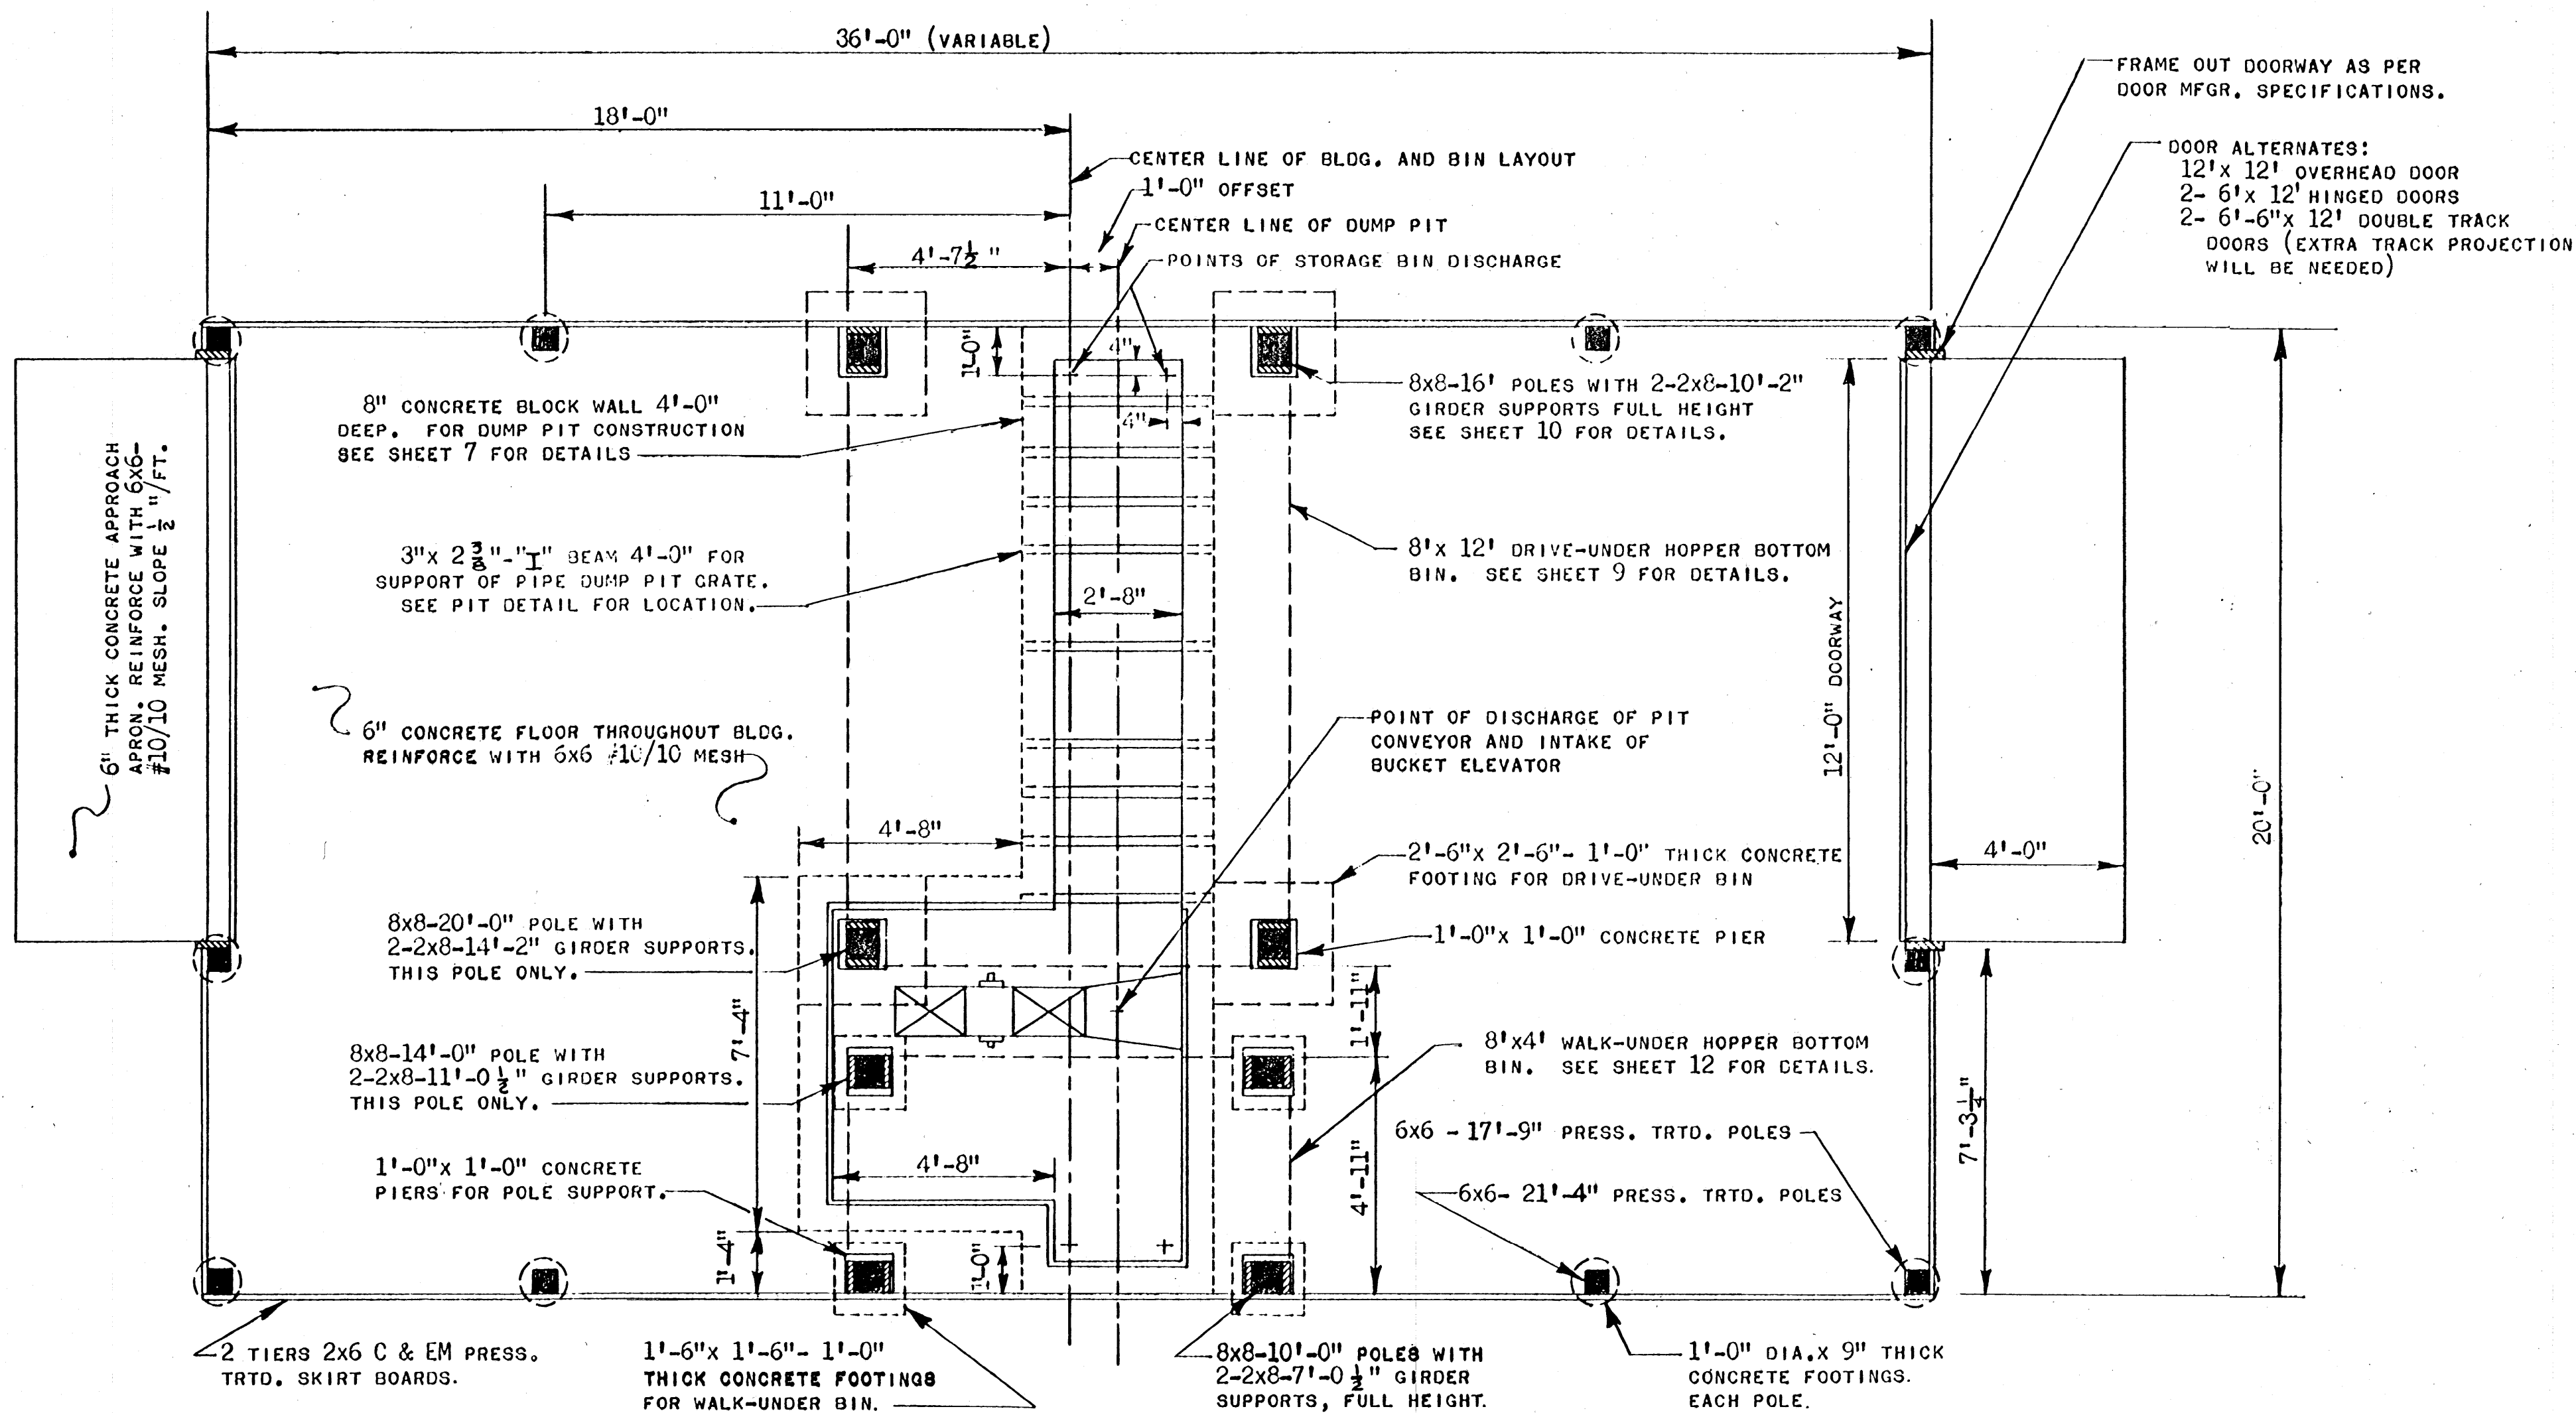 36'-0" (VARIABLE)
18'-0"
11'-0"
4'-7½"
CENTER LINE OF BLDG. AND BIN LAYOUT
1'-0" OFFSET
CENTER LINE OF DUMP PIT
POINTS OF STORAGE BIN DISCHARGE
FRAME OUT DOORWAY AS PER
DOOR MFGR. SPECIFICATIONS.
DOOR ALTERNATES:
12'x 12' OVERHEAD DOOR
2- 6'x 12' HINGED DOORS
2- 6'-6"x 12' DOUBLE TRACK
DOORS (EXTRA TRACK PROJECTION
WILL BE NEEDED)
1'-0"
4"
4"
8" CONCRETE BLOCK WALL 4'-0"
DEEP. FOR DUMP PIT CONSTRUCTION
SEE SHEET 7 FOR DETAILS
8x8-16' POLES WITH 2-2x8-10'-2"
GIRDER SUPPORTS FULL HEIGHT
SEE SHEET 10 FOR DETAILS.
6" THICK CONCRETE APPROACH
APRON. REINFORCE WITH 6x6-
#10/10 MESH. SLOPE ½ "/FT.
3"x 2⅜"-"I" BEAM 4'-0" FOR
SUPPORT OF PIPE DUMP PIT GRATE.
SEE PIT DETAIL FOR LOCATION.
8'x 12' DRIVE-UNDER HOPPER BOTTOM
BIN. SEE SHEET 9 FOR DETAILS.
2'-8"
12'-0" DOORWAY
6" CONCRETE FLOOR THROUGHOUT BLDG.
REINFORCE WITH 6x6 #10/10 MESH
POINT OF DISCHARGE OF PIT
CONVEYOR AND INTAKE OF
BUCKET ELEVATOR
20'-0"
4'-8"
2'-6"x 2'-6"- 1'-0" THICK CONCRETE
FOOTING FOR DRIVE-UNDER BIN
4'-0"
8x8-20'-0" POLE WITH
2-2x8-14'-2" GIRDER SUPPORTS.
THIS POLE ONLY.
1'-0"x 1'-0" CONCRETE PIER
7'-4"
1'-11"
8x8-14'-0" POLE WITH
2-2x8-11'-0½" GIRDER SUPPORTS.
THIS POLE ONLY.
8'x4' WALK-UNDER HOPPER BOTTOM
BIN. SEE SHEET 12 FOR DETAILS.
7'-3¼"
6x6 - 17'-9" PRESS. TRTD. POLES
1'-0"x 1'-0" CONCRETE
PIERS FOR POLE SUPPORT.
4'-8"
4'-11"
6x6- 21'-4" PRESS. TRTD. POLES
1'-4"
1'-0"
2 TIERS 2x6 C & EM PRESS.
TRTD. SKIRT BOARDS.
1'-6"x 1'-6"- 1'-0"
THICK CONCRETE FOOTINGS
FOR WALK-UNDER BIN.
8x8-10'-0" POLES WITH
2-2x8-7'-0½" GIRDER
SUPPORTS, FULL HEIGHT.
1'-0" DIA.x 9" THICK
CONCRETE FOOTINGS.
EACH POLE.